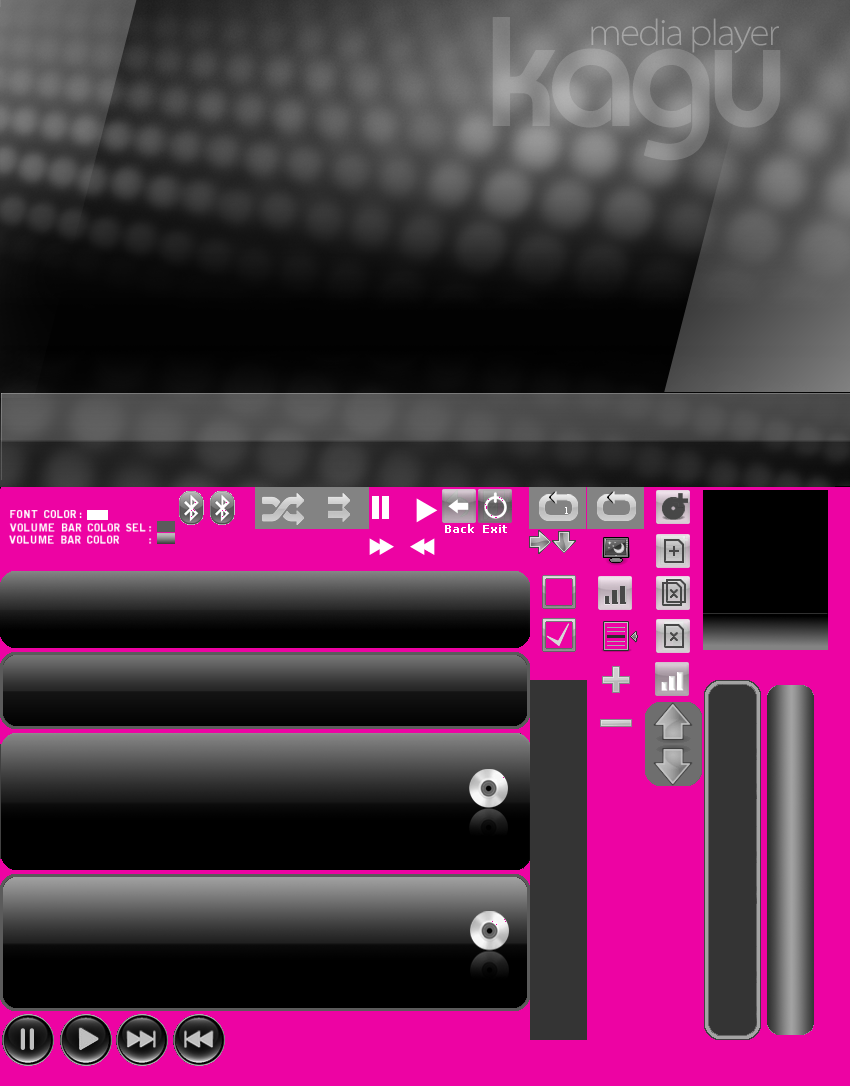 media player
kagu
FONT COLOR:
VOLUME BAR COLOR SEL:
VOLUME BAR COLOR :
Back Exit
1